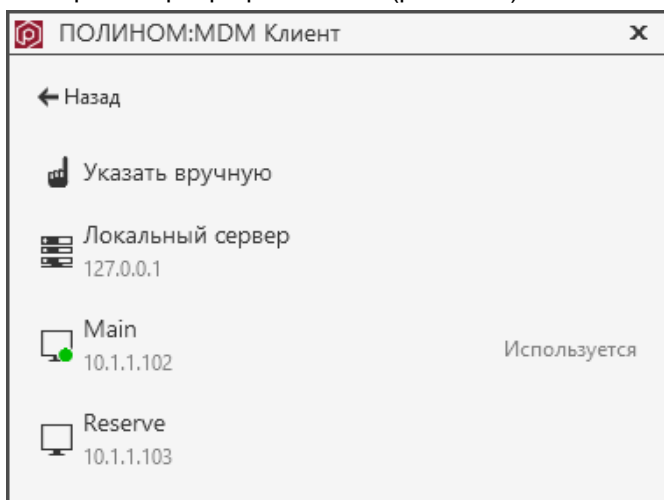 ПОЛИНОМ:MDM Клиент
Назад
Указать вручную
Локальный сервер
127.0.0.1
Main
10.1.1.102
Используется
Reserve
10.1.1.103